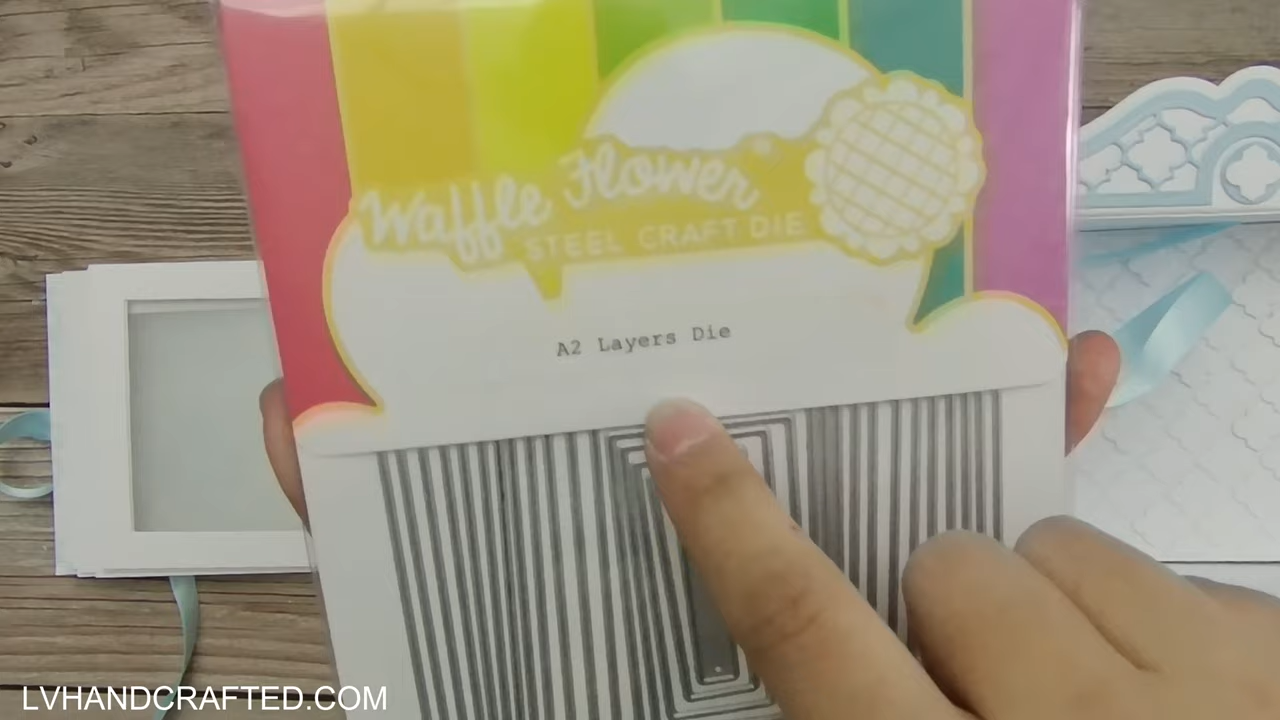 Waffle Flower
STEEL CRAFT DIE
A2 Layers Die
LVHANDCRAFTED.COM